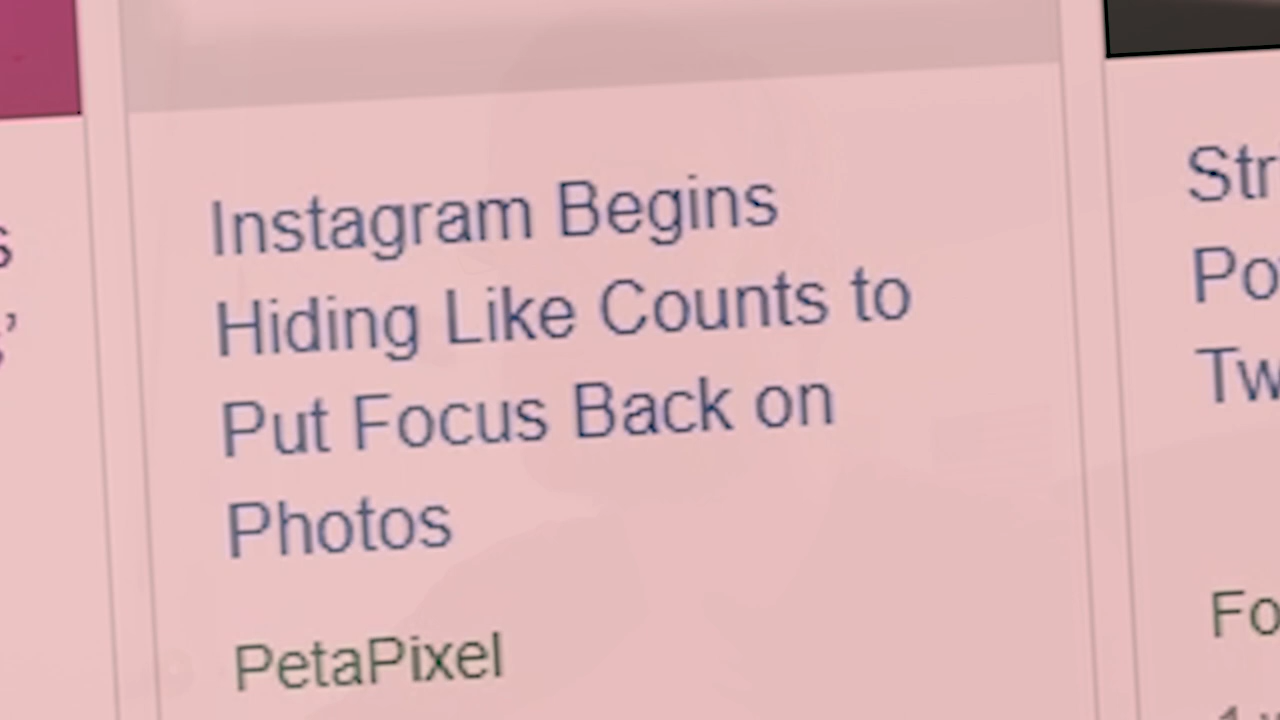 Instagram Begins
Hiding Like Counts to
Put Focus Back on
Photos
PetaPixel